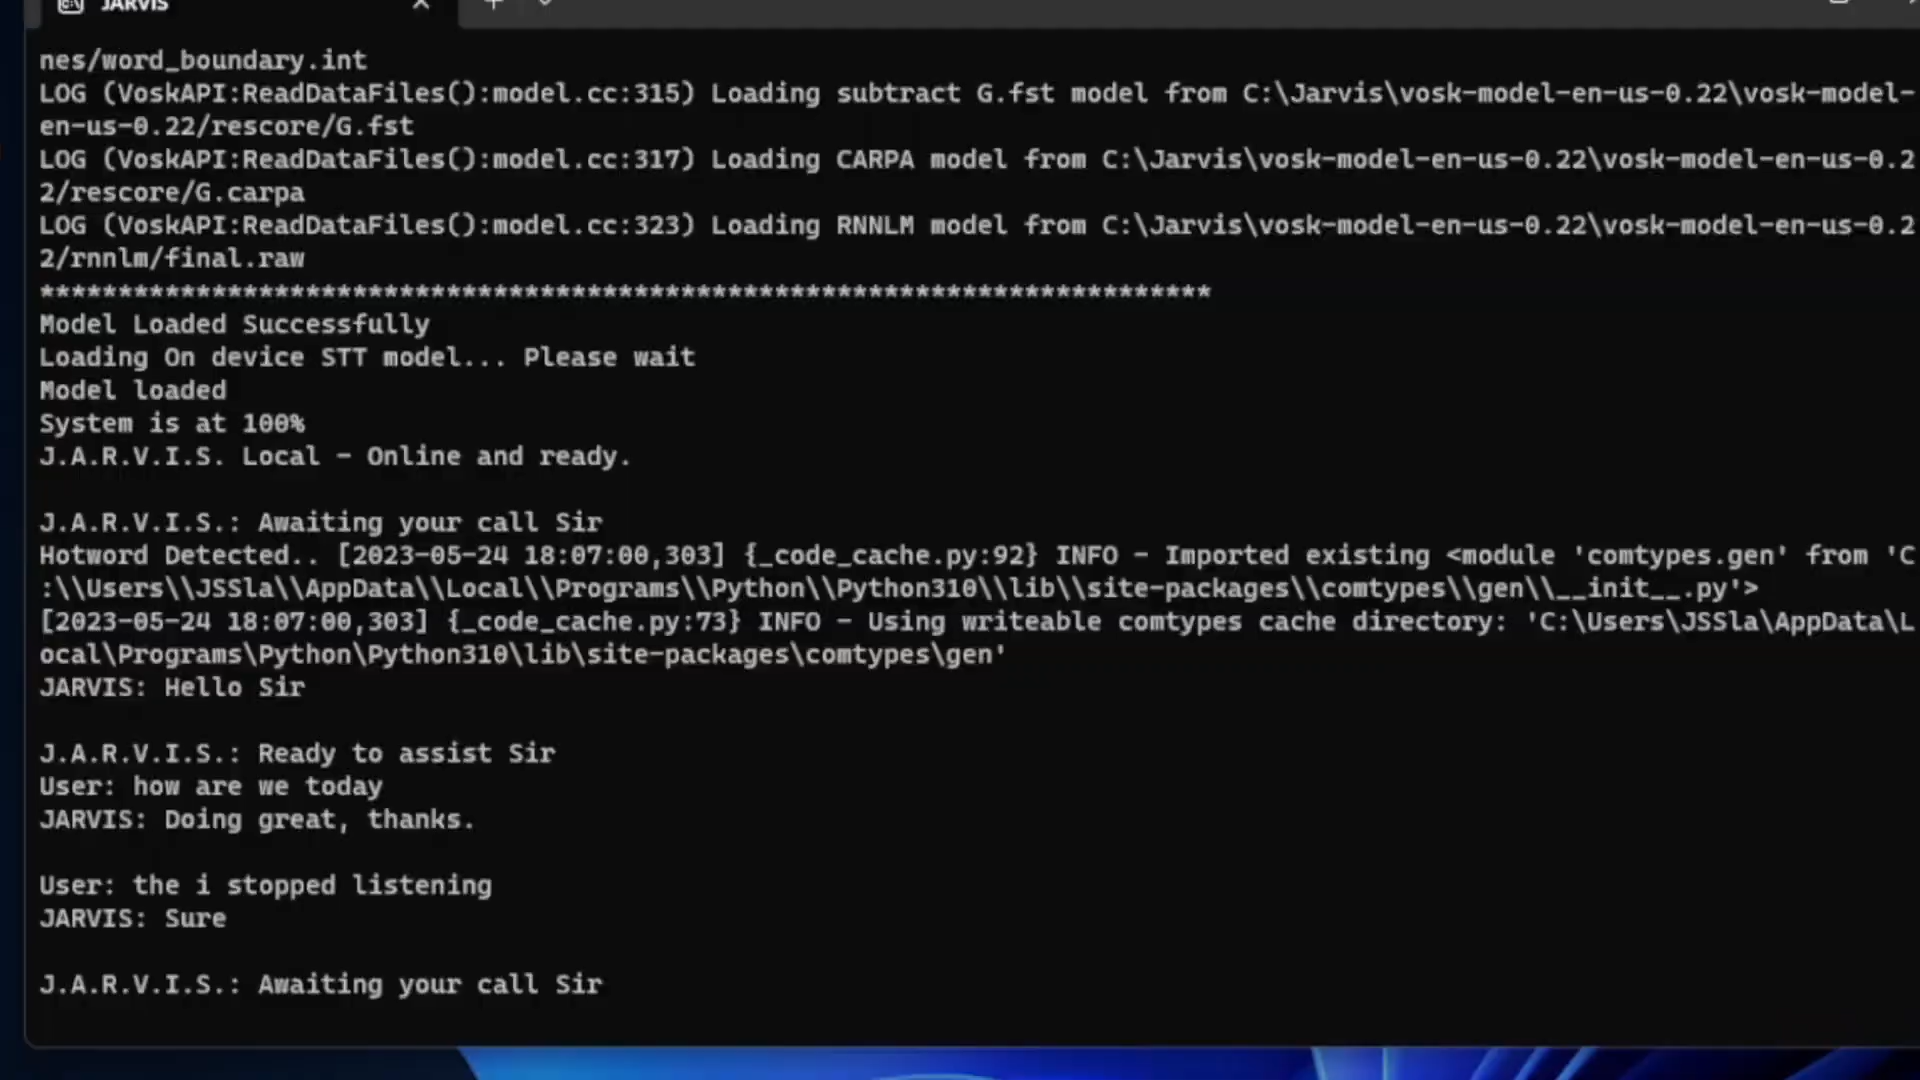 JARVIS
nes/word_boundary.int
LOG (VoskAPI:ReadDataFiles():model.cc:315) Loading subtract G.fst model from C:\Jarvis\vosk-model-en-us-0.22\vosk-model-
en-us-0.22/rescore/G.fst
LOG (VoskAPI:ReadDataFiles():model.cc:317) Loading CARPA model from C:\Jarvis\vosk-model-en-us-0.22\vosk-model-en-us-0.2
2/rescore/G.carpa
LOG (VoskAPI:ReadDataFiles():model.cc:323) Loading RNNLM model from C:\Jarvis\vosk-model-en-us-0.22\vosk-model-en-us-0.2
2/rnnlm/final.raw
***************************************************************************
Model Loaded Successfully
Loading On device STT model... Please wait
Model loaded
System is at 100%
J.A.R.V.I.S. Local - Online and ready.
J.A.R.V.I.S.: Awaiting your call Sir
Hotword Detected.. [2023-05-24 18:07:00,303] {_code_cache.py:92} INFO - Imported existing <module 'comtypes.gen' from 'C
:\\Users\\JSSla\\AppData\\Local\\Programs\\Python\\Python310\\lib\\site-packages\\comtypes\\gen\\__init__.py'>
[2023-05-24 18:07:00,303] {_code_cache.py:73} INFO - Using writeable comtypes cache directory: 'C:\Users\JSSla\AppData\L
ocal\Programs\Python\Python310\lib\site-packages\comtypes\gen'
JARVIS: Hello Sir
J.A.R.V.I.S.: Ready to assist Sir
User: how are we today
JARVIS: Doing great, thanks.
User: the i stopped listening
JARVIS: Sure
J.A.R.V.I.S.: Awaiting your call Sir